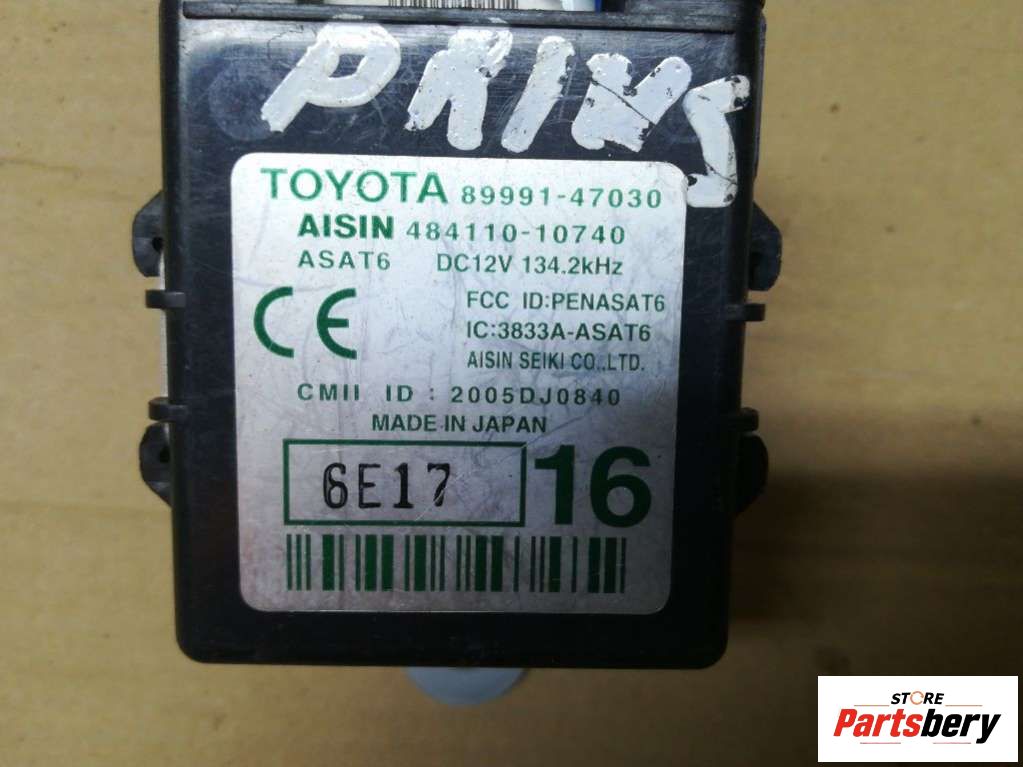 PRIUS
TOYOTA 89991-47030
AISIN 484110-10740
ASAT6 DC12V 134.2kHz
CE FCC ID:PENASAT6
IC:3833A-ASAT6
AISIN SEIKI CO.,LTD.
CMII ID : 2005DJ0840
MADE IN JAPAN
6E17 16
STORE
Partsbery